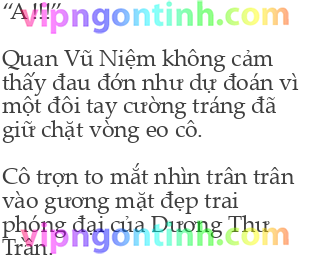 “A !!!”
vipngontinh.com
Quan Vũ Niệm không cảm
thấy đau đớn như dự đoán vì
một đôi tay cường tráng đã
giữ chặt vòng eo cô.
Cô trợn to mắt nhìn trân trân
vào gương mặt đẹp trai
phóng đại của Dương Thư
vipngontinh.com
Trần.